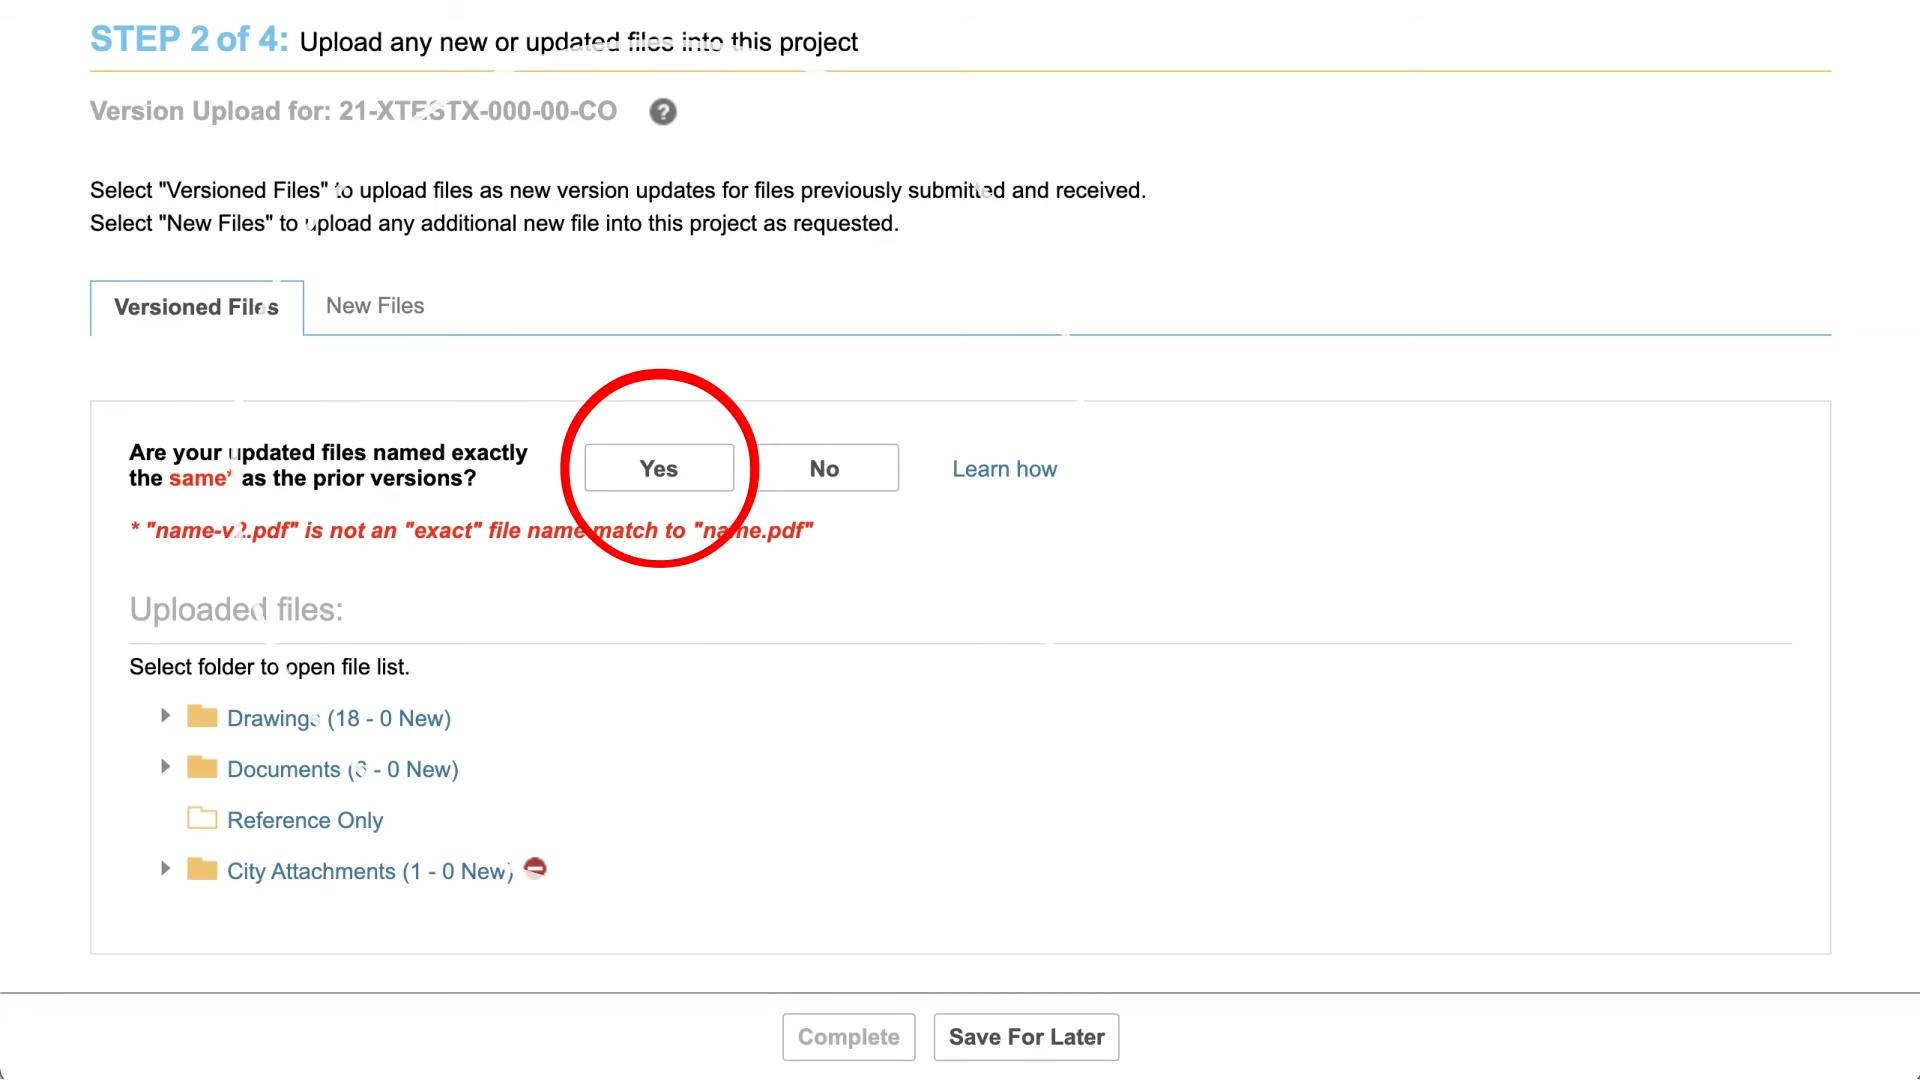 STEP 2 of 4: Upload any new or updated files into this project
Version Upload for: 21-XTESTX-000-00-CO ?
Select "Versioned Files" to upload files as new version updates for files previously submitted and received.
Select "New Files" to upload any additional new file into this project as requested.
Versioned Files New Files
Are your updated files named exactly
the same* as the prior versions?
Yes No Learn how
* "name-v2.pdf" is not an "exact" file name match to "name.pdf"
Uploaded files:
Select folder to open file list.
Drawings (18 - 0 New)
Documents (6 - 0 New)
Reference Only
City Attachments (1 - 0 New)
Complete Save For Later